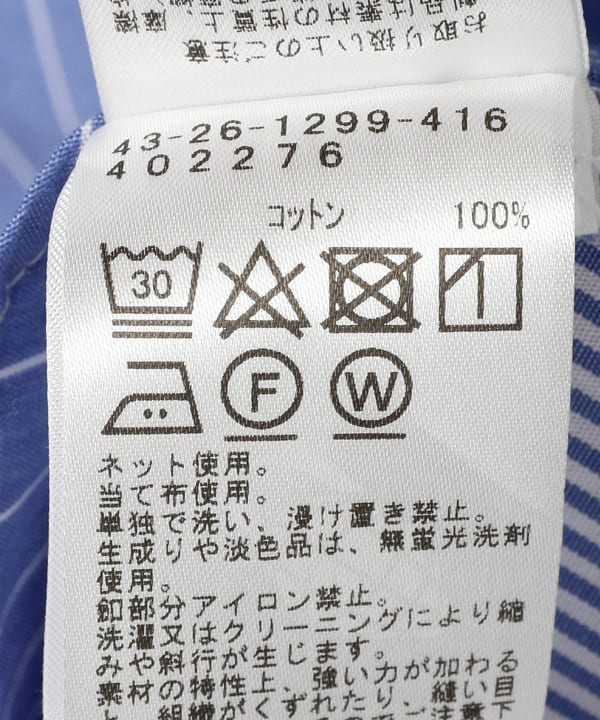 お取り扱い上のご注意
43-26-1299-416
402276
コットン 100%
30
F W
ネット使用。
当て布使用。
単独で洗い、浸け置き禁止。
生成りや淡色品は、無蛍光洗剤
使用。
釦部分アイロン禁止。
洗濯又はクリーニングにより縮
みや斜行が生じます。
素材の特性上、強い力が加わる